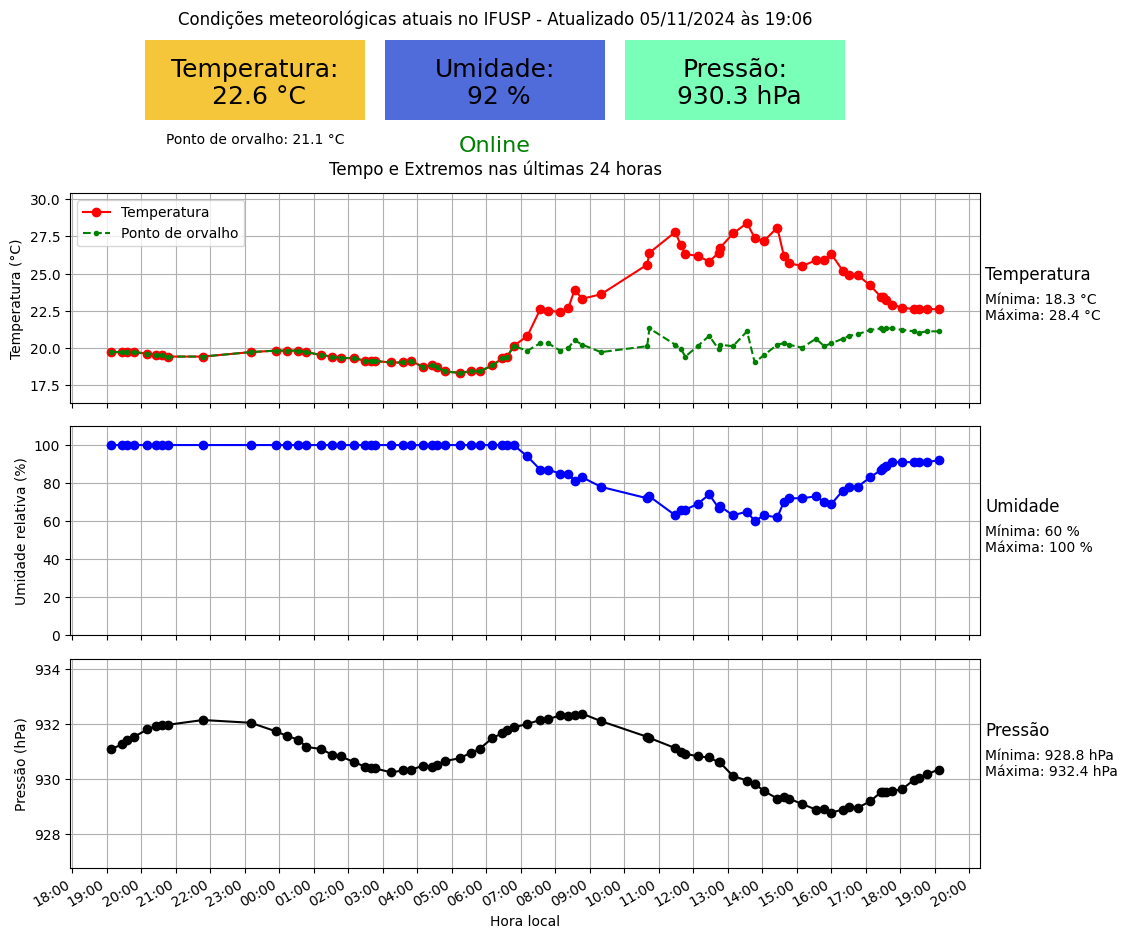 Condições meteorológicas atuais no IFUSP - Atualizado 05/11/2024 às 19:06
Temperatura:
22.6 °C
Umidade:
92 %
Pressão:
930.3 hPa
Ponto de orvalho: 21.1 °C
Online
Tempo e Extremos nas últimas 24 horas
Temperatura (°C)
30.0
27.5
25.0
22.5
20.0
17.5
Temperatura
Ponto de orvalho
Temperatura
Mínima: 18.3 °C
Máxima: 28.4 °C
Umidade relativa (%)
100
80
60
40
20
0
Umidade
Mínima: 60 %
Máxima: 100 %
Pressão (hPa)
934
932
930
928
Pressão
Mínima: 928.8 hPa
Máxima: 932.4 hPa
18:00 19:00 20:00 21:00 22:00 23:00 00:00 01:00 02:00 03:00 04:00 05:00 06:00 07:00 08:00 09:00 10:00 11:00 12:00 13:00 14:00 15:00 16:00 17:00 18:00 19:00 20:00
Hora local